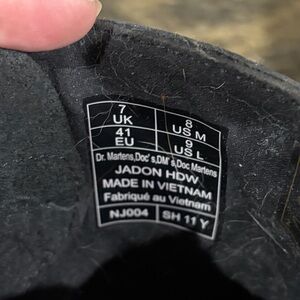 7 8
UK US M
41 9
EU US L
Dr. Martens,Doc's,DM's,Doc Martens
JADON HDW
MADE IN VIETNAM
Fabriqué au Vietnam
NJ004 SH 11 Y